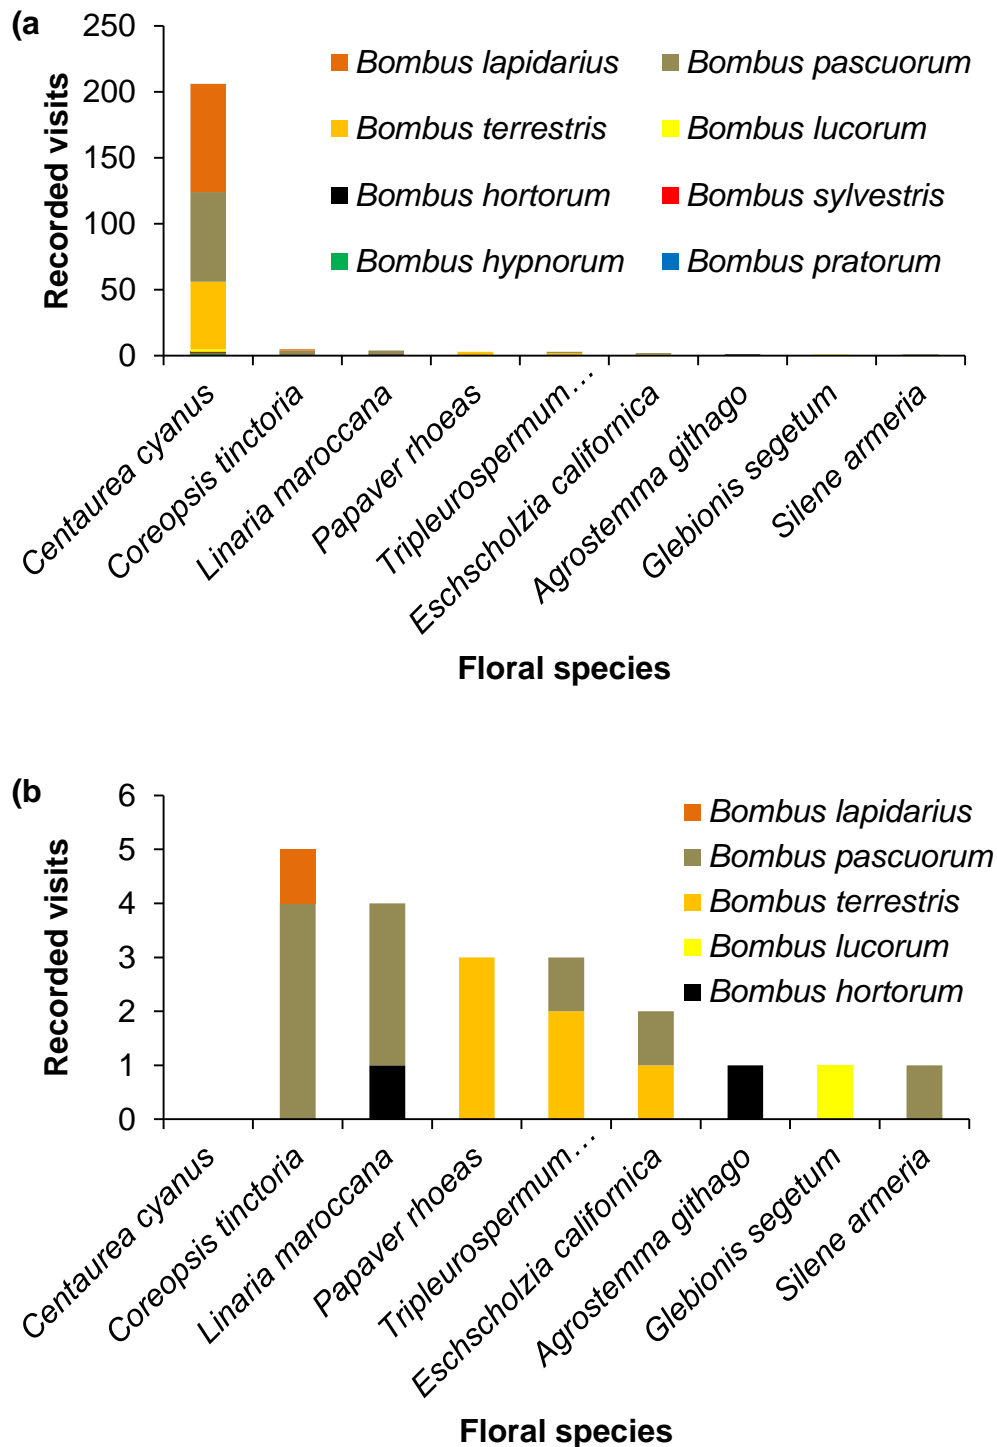 (a
250
200
150
100
50
0
Recorded visits
Bombus lapidarius
Bombus pascuorum
Bombus terrestris
Bombus lucorum
Bombus hortorum
Bombus sylvestris
Bombus hypnorum
Bombus pratorum
Centaurea cyanus
Coreopsis tinctoria
Linaria maroccana
Papaver rhoeas
Tripleurospermum…
Eschscholzia californica
Agrostemma githago
Glebionis segetum
Silene armeria
Floral species
(b
6
5
4
3
2
1
0
Recorded visits
Bombus lapidarius
Bombus pascuorum
Bombus terrestris
Bombus lucorum
Bombus hortorum
Centaurea cyanus
Coreopsis tinctoria
Linaria maroccana
Papaver rhoeas
Tripleurospermum…
Eschscholzia californica
Agrostemma githago
Glebionis segetum
Silene armeria
Floral species